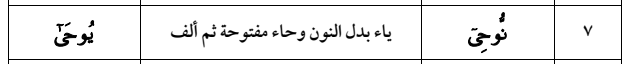 ٧ نُّوحِيٓ ياء بدل النون وحاء مفتوحة ثم ألف يُوحَىٰٓ